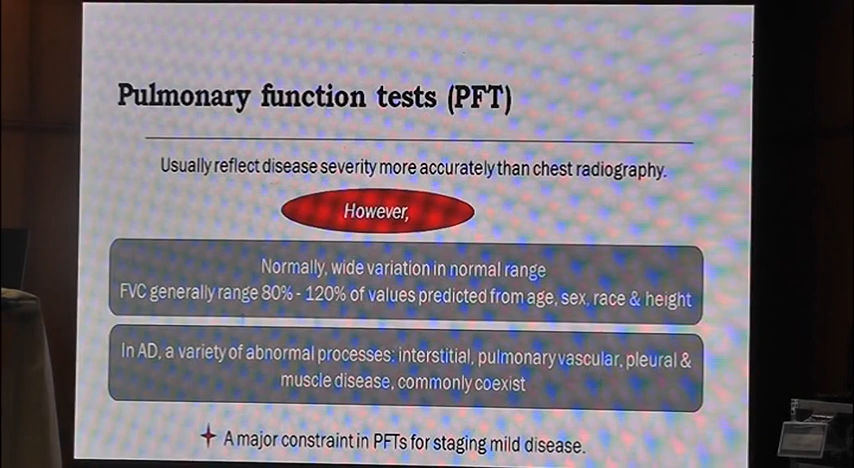 Pulmonary function tests (PFT)
Usually reflect disease severity more accurately than chest radiography.
However,
Normally, wide variation in normal range
FVC generally range 80% - 120% of values predicted from age, sex, race & height
In AD, a variety of abnormal processes: interstitial, pulmonary vascular, pleural &
muscle disease, commonly coexist
A major constraint in PFTs for staging mild disease.